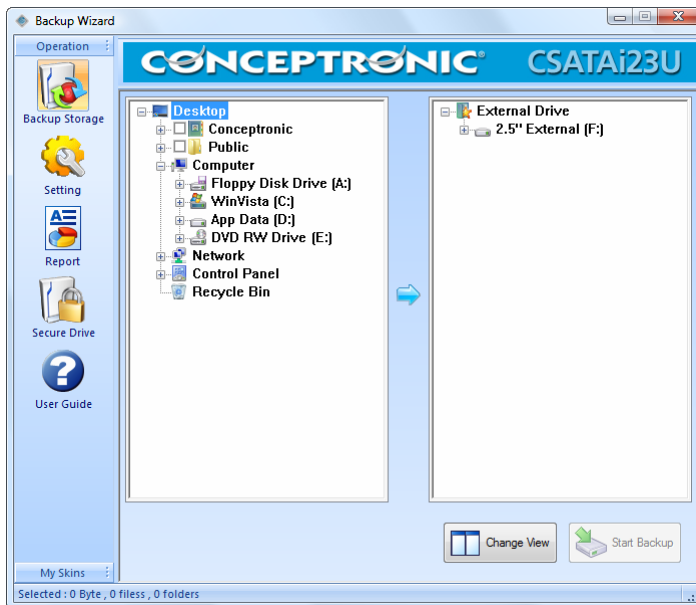 Backup Wizard
Operation
CONCEPTRONIC® CSATAi23U
Backup Storage
Setting
Report
Secure Drive
User Guide
My Skins
Desktop
Conceptronic
Public
Computer
Floppy Disk Drive (A:)
WinVista (C:)
App Data (D:)
DVD RW Drive (E:)
Network
Control Panel
Recycle Bin
External Drive
2.5" External (F:)
Change View
Start Backup
Selected : 0 Byte , 0 filess , 0 folders